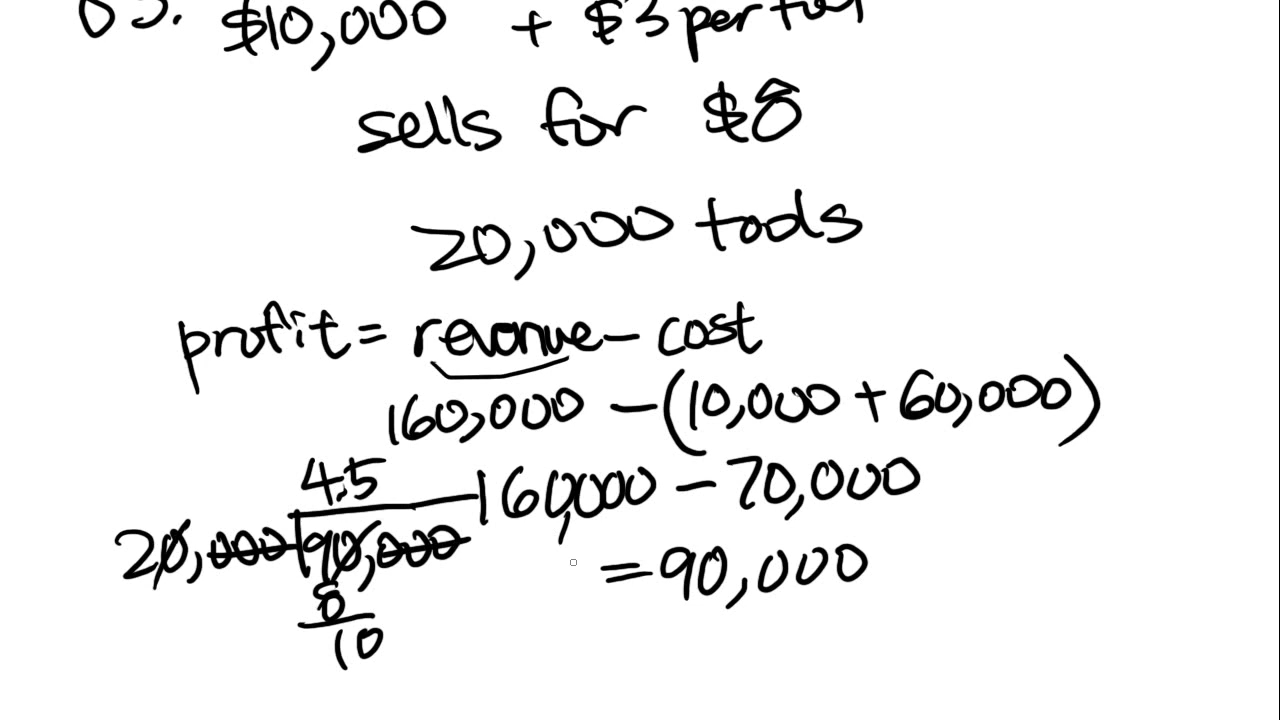 $10,000 + $3 per tool
sells for $8
20,000 tools
profit = revenue - cost
160,000 - (10,000 + 60,000)
4.5
160,000 - 70,000
20,000 90,000
= 90,000
8
10